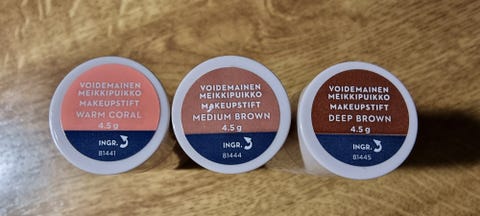 VOIDEMAINEN
MEIKKIPUIKKO
MAKEUPSTIFT
WARM CORAL
4.5 g
INGR.
81441
VOIDEMAINEN
MEIKKIPUIKKO
MAKEUPSTIFT
MEDIUM BROWN
4.5 g
INGR.
81444
VOIDEMAINEN
MEIKKIPUIKKO
MAKEUPSTIFT
DEEP BROWN
4.5 g
INGR.
81445